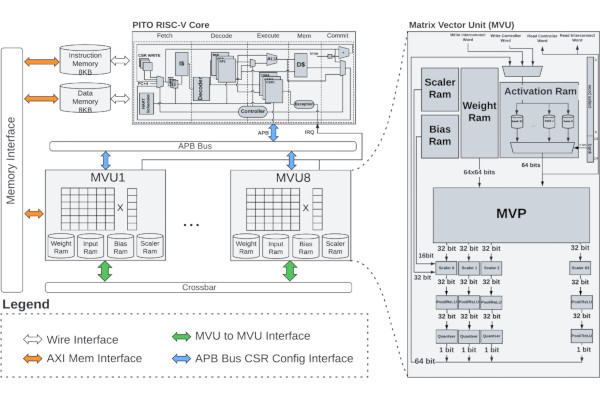 PITO RISC-V Core
Fetch
Decode
Execute
Mem
Commit
CSR WRITE
PC+4
I$
Decoder
ALU
D$
Controller
Exception
Instruction
Memory
8KB
Data
Memory
8KB
Memory Interface
APB
IRQ
APB Bus
MVU1
X
Weight
Ram
Input
Ram
Bias
Ram
Scaler
Ram
...
MVU8
X
Weight
Ram
Input
Ram
Bias
Ram
Scaler
Ram
Crossbar
Legend
Wire Interface
AXI Mem Interface
MVU to MVU Interface
APB Bus CSR Config Interface
Matrix Vector Unit (MVU)
Write Interconnect
Word
Write Controller
Word
Read Controller
Word
Read Interconnect
Word
Scaler
Ram
Bias
Ram
Weight
Ram
Activation Ram
64x64 bits
64 bits
MVP
32 bit
32 bit
32 bit
32 bit
16bit
32 bit
Scaler 0
Scaler 1
Scaler 2
Scaler 63
32 bit
32 bit
32 bit
32 bit
Pool/ReLU
Pool/ReLU
Pool/ReLU
Pool/ReLU
32 bit
32 bit
32 bit
32 bit
Quantser
Quantser
Quantser
Quantser
1 bit
1 bit
1 bit
1 bit
64 bit